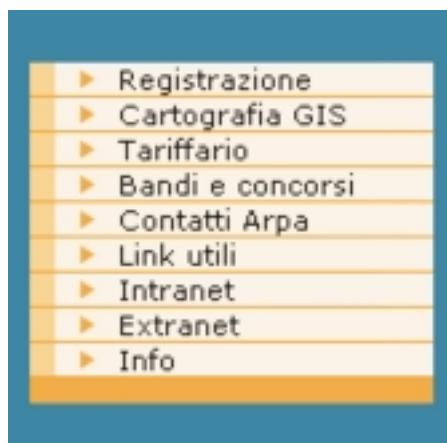 Registrazione
Cartografia GIS
Tariffario
Bandi e concorsi
Contatti Arpa
Link utili
Intranet
Extranet
Info